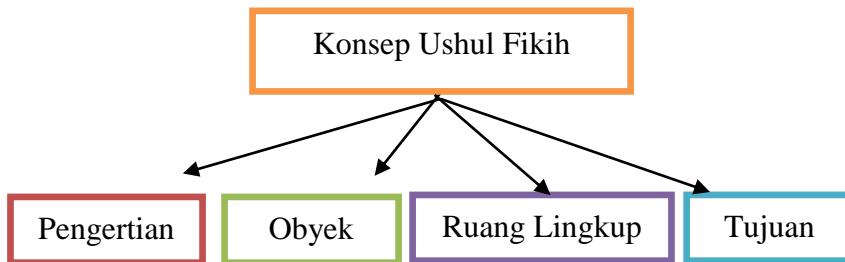 Konsep Ushul Fikih
Pengertian
Obyek
Ruang Lingkup
Tujuan